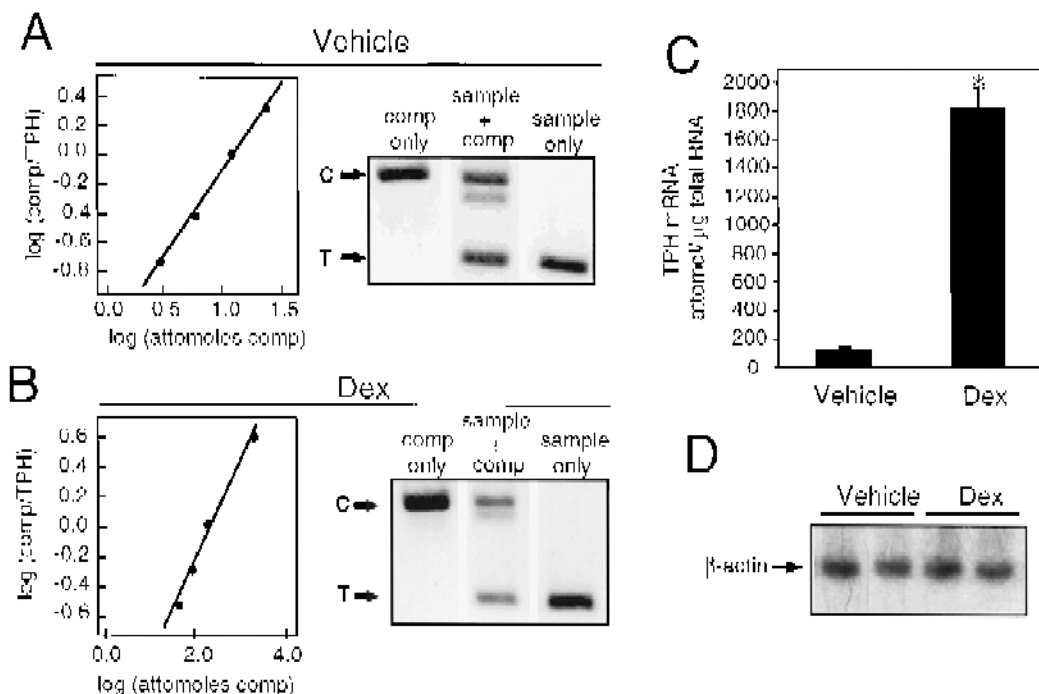 A
Vehicle
log (comp/TPH)
0.4
0.2
0.0
-0.2
0.4
-0.6
-0.8
0.0 0.5 1.0 1.5
log (attomoles comp)
comp only
sample + comp
sample only
C
T
B
Dex
log (comp/TPH)
0.6
0.4
0.2
0.0
-0.2
-0.4
-0.6
0.0 2.0 4.0
log (attomoles comp)
comp only
sample + comp
sample only
C
T
C
TPH mRNA
attomol/µg total RNA
2000
1800
1600
1400
1200
1000
800
600
400
200
0
*
Vehicle Dex
D
Vehicle Dex
β-actin